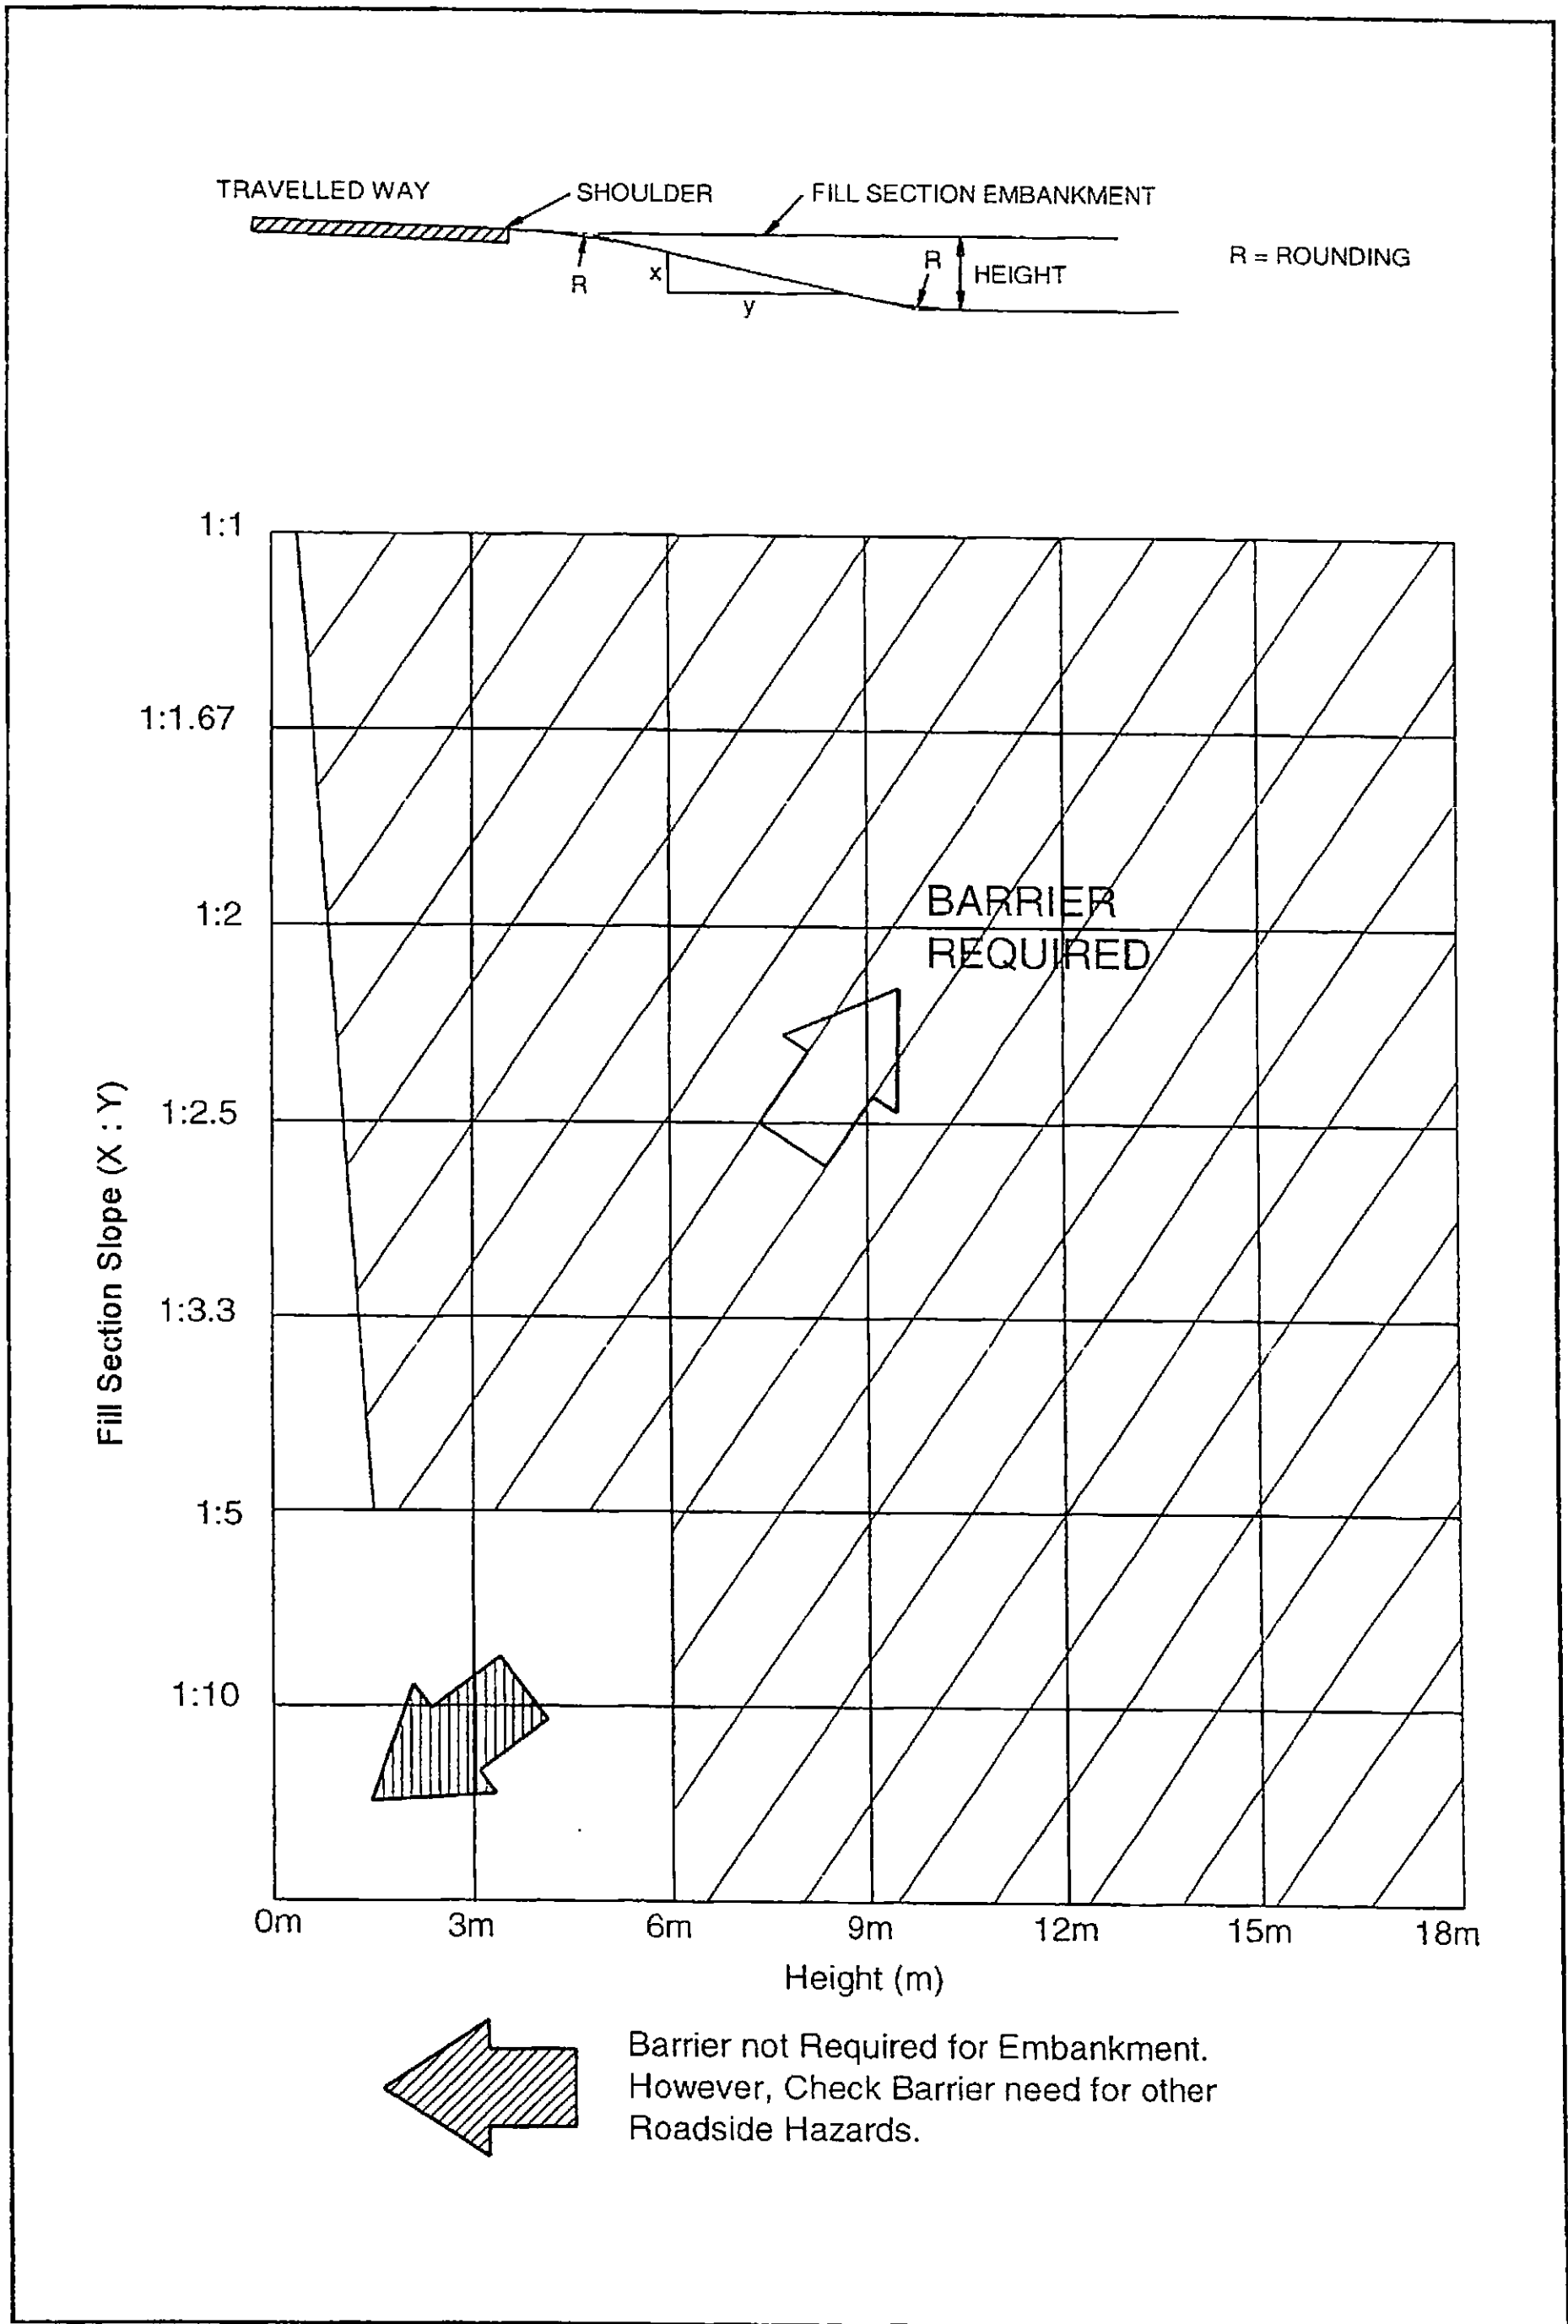 TRAVELLED WAY
SHOULDER
FILL SECTION EMBANKMENT
R = ROUNDING
R
x
y
R
HEIGHT
1:1
1:1.67
1:2
1:2.5
1:3.3
1:5
1:10
Fill Section Slope (X : Y)
BARRIER
REQUIRED
0m 3m 6m 9m 12m 15m 18m
Height (m)
Barrier not Required for Embankment.
However, Check Barrier need for other
Roadside Hazards.